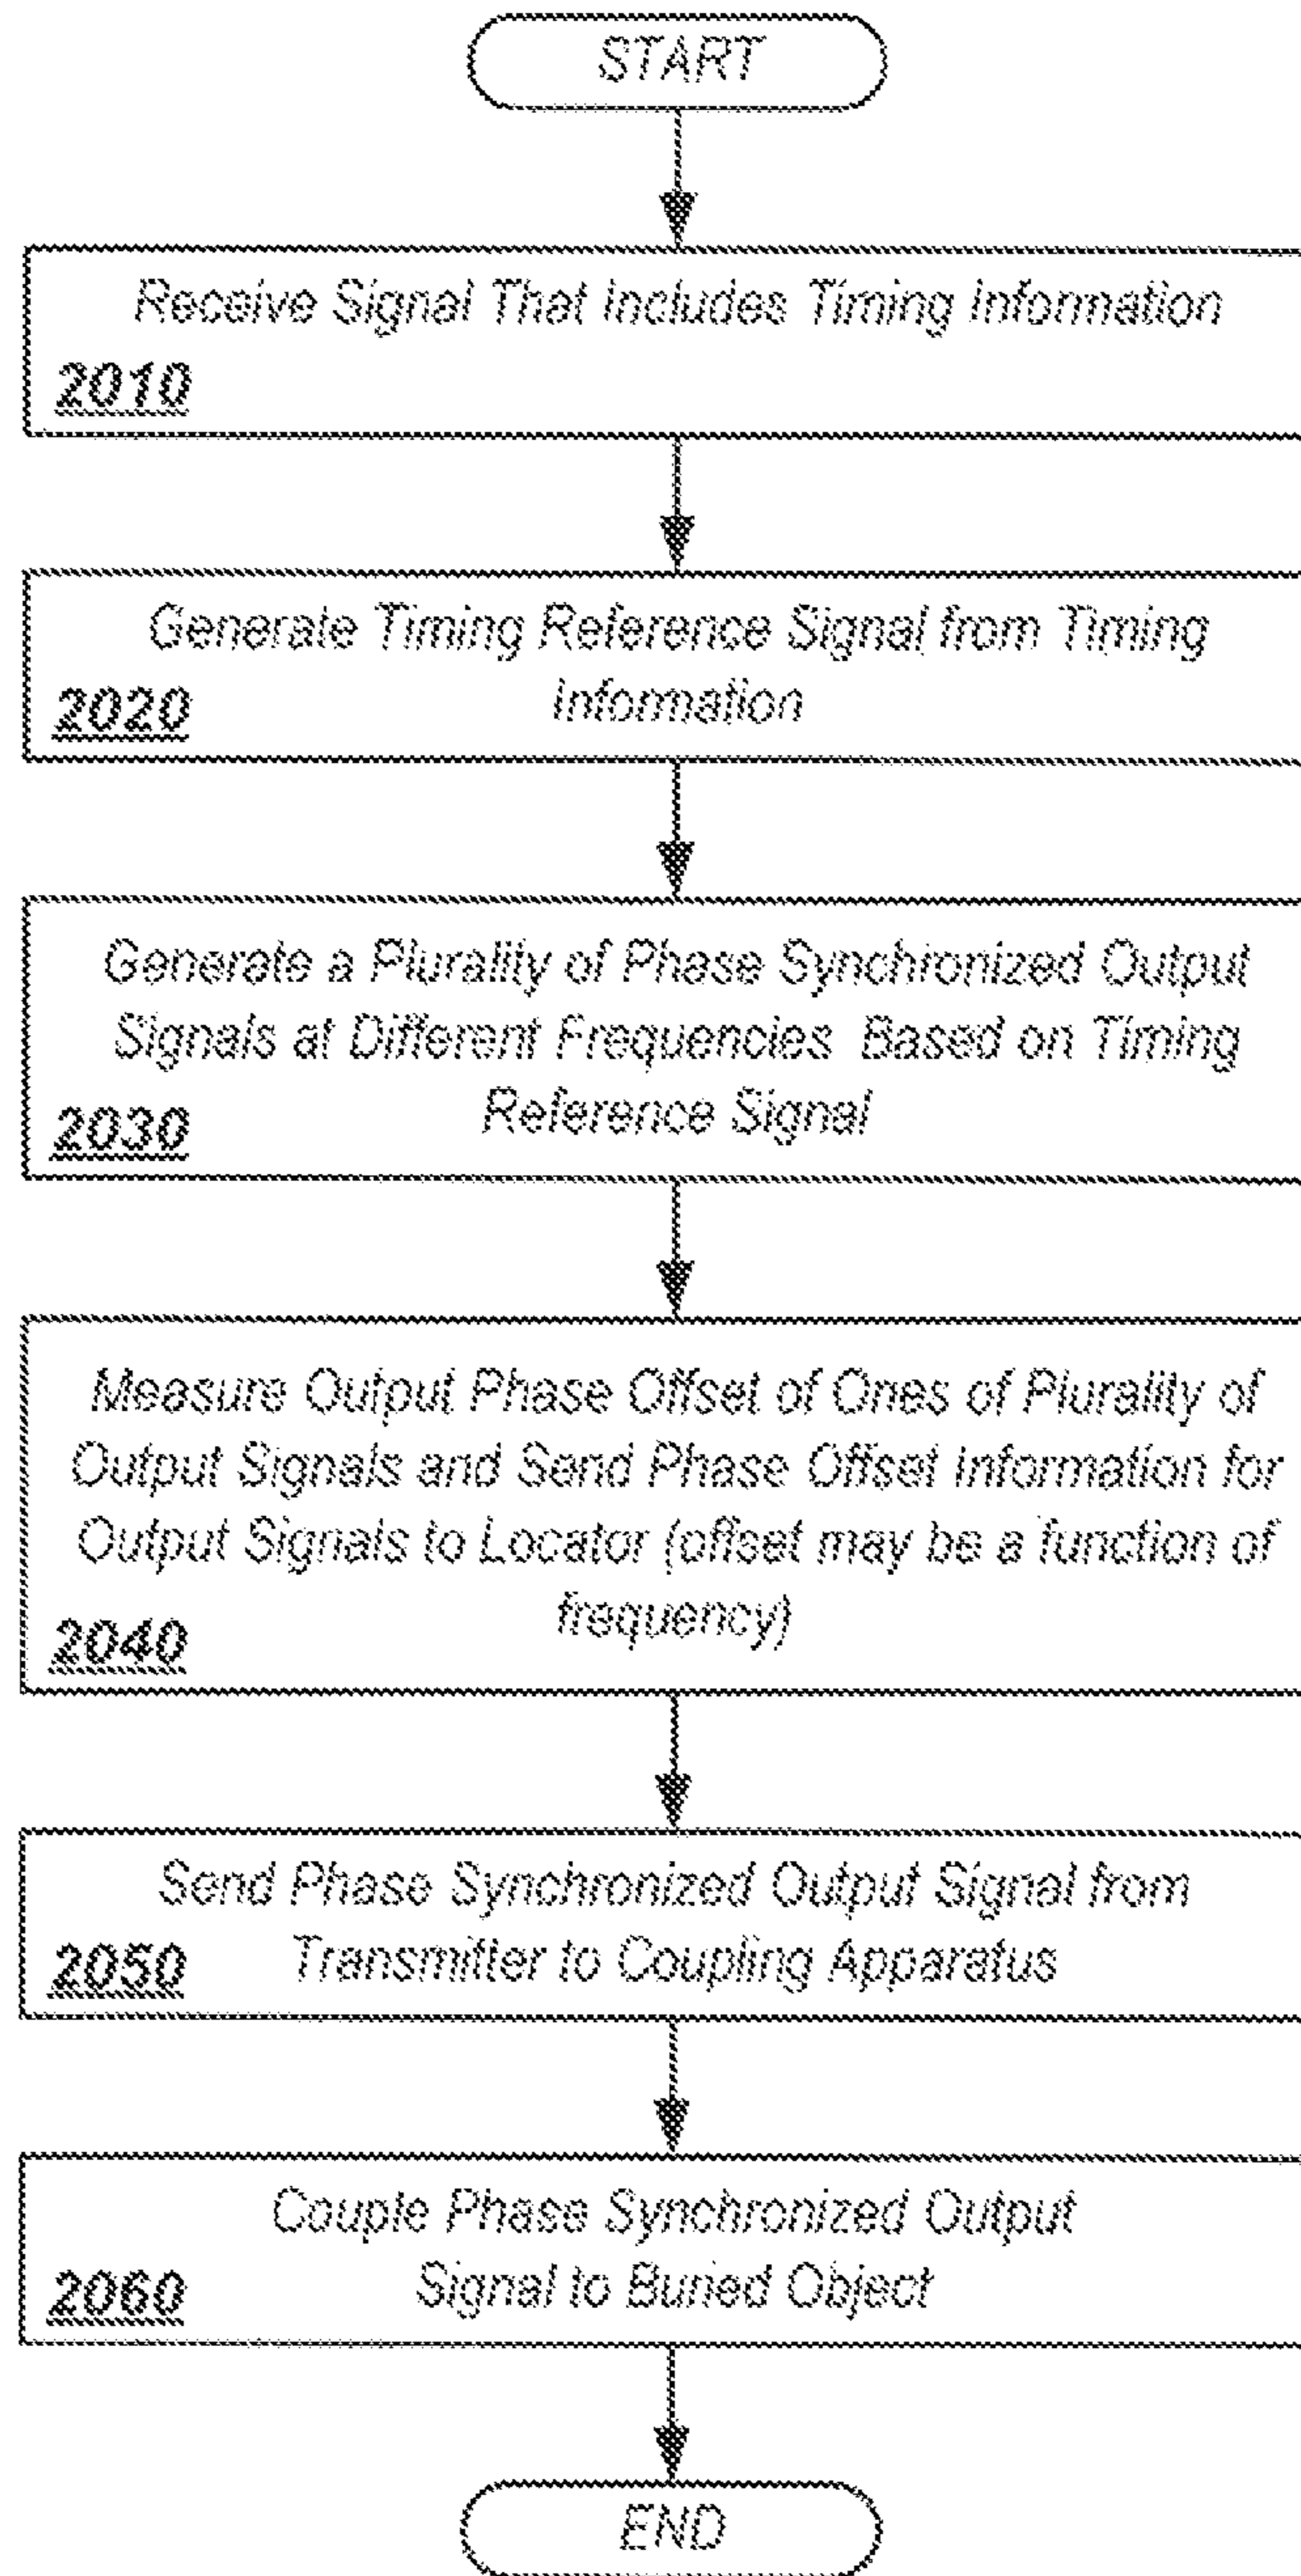 START
Receive Signal That Includes Timing Information
2010
Generate Timing Reference Signal from Timing
Information
2020
Generate a Plurality of Phase Synchronized Output
Signals at Different Frequencies Based on Timing
Reference Signal
2030
Measure Output Phase Offset of Ones of Plurality of
Output Signals and Send Phase Offset Information for
Output Signals to Locator (offset may be a function of
frequency)
2040
Send Phase Synchronized Output Signal from
Transmitter to Coupling Apparatus
2050
Couple Phase Synchronized Output
Signal to Buried Object
2060
END